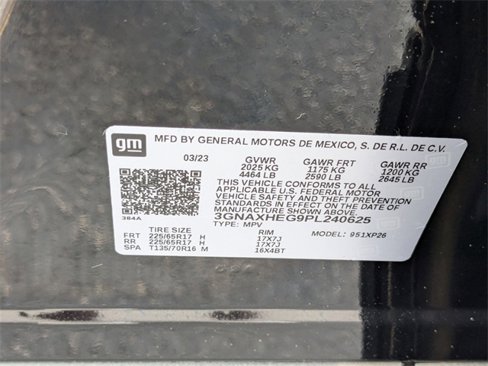 gm MFD BY GENERAL MOTORS DE MEXICO, S. DE R.L. DE C.V.
03/23 GVWR GAWR FRT GAWR RR
2025 KG 1175 KG 1200 KG
4464 LB 2590 LB 2645 LB
THIS VEHICLE CONFORMS TO ALL
APPLICABLE U.S. FEDERAL MOTOR
VEHICLE SAFETY AND THEFT PREVENTION
STANDARDS IN EFFECT ON THE DATE OF
MANUFACTURE SHOWN ABOVE.
3GNAXHEG9PL240625
384A TYPE: MPV MODEL: 951XP26
TIRE SIZE RIM
FRT 225/65R17 H 17X7J
RR 225/65R17 H 17X7J
SPA T135/70R16 M 16X4BT